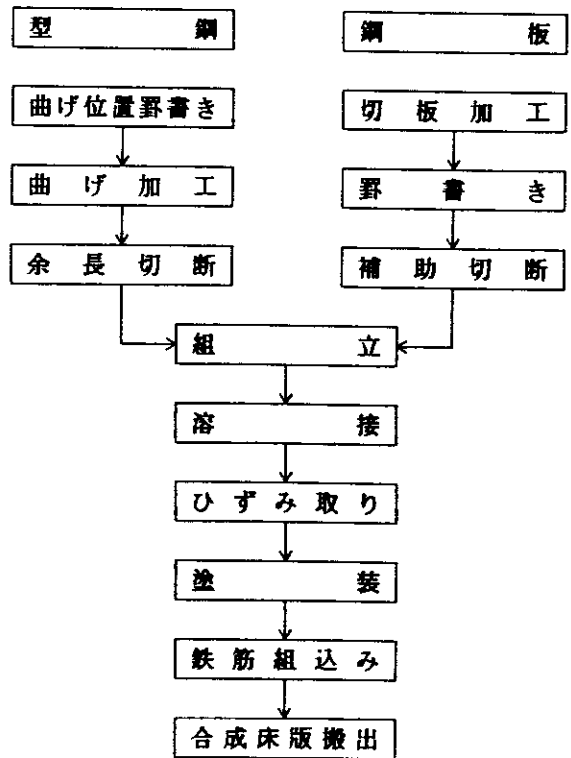 型鋼
鋼板
曲げ位置罫書き
切板加工
曲げ加工
罫書き
余長切断
補助切断
組立
溶接
ひずみ取り
塗装
鉄筋組込み
合成床版搬出